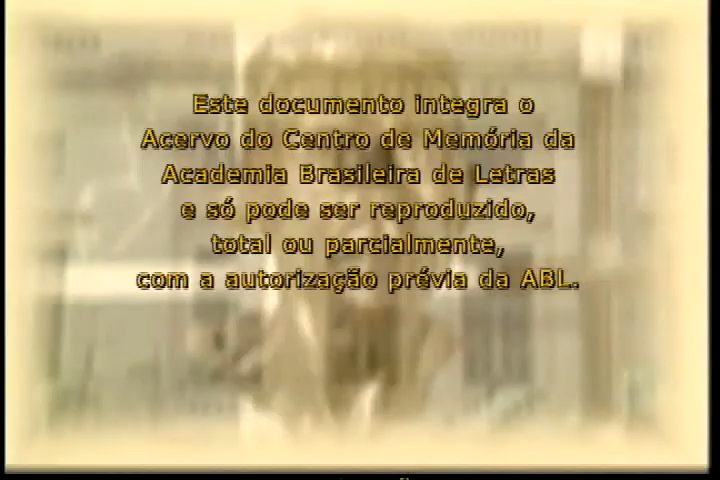 Este documento integra o
Acervo do Centro de Memória da
Academia Brasileira de Letras
e só pode ser reproduzido,
total ou parcialmente,
com a autorização prévia da ABL.